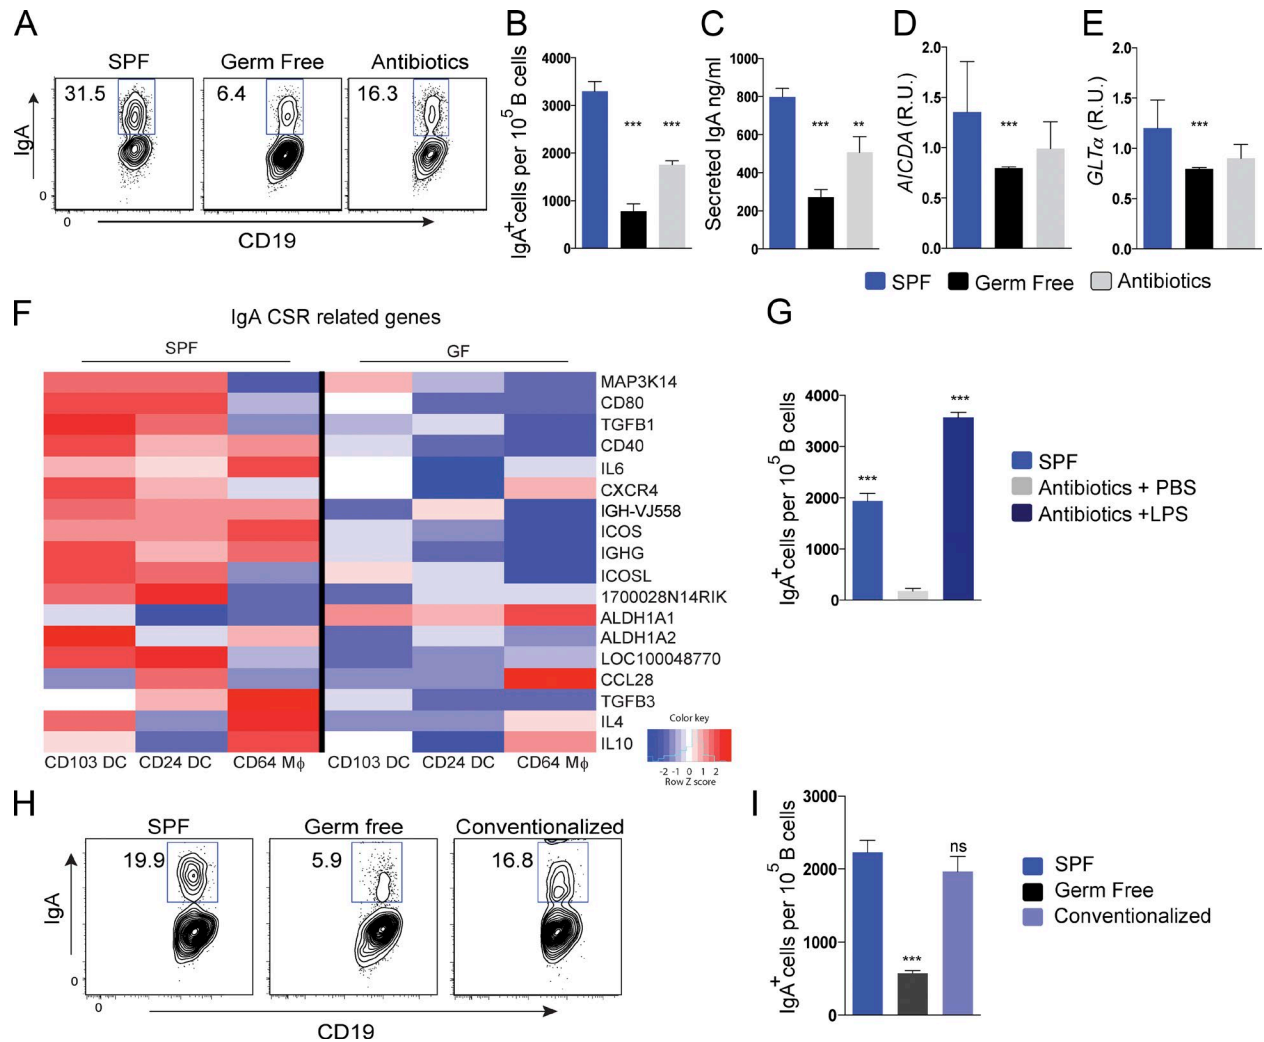 A
SPF
Germ Free
Antibiotics
31.5
6.4
16.3
IgA
0
0
CD19
B
IgA+cells per 10^5 B cells
4000
3000
2000
1000
0
***
***
C
Secreted IgA ng/ml
1000
800
600
400
200
0
***
**
D
AICDA (R.U.)
2.0
1.5
1.0
0.5
0.0
***
E
GLTα (R.U.)
2.0
1.5
1.0
0.5
0.0
***
SPF
Germ Free
Antibiotics
F
IgA CSR related genes
SPF
GF
MAP3K14
CD80
TGFB1
CD40
IL6
CXCR4
IGH-VJ558
ICOS
IGHG
ICOSL
1700028N14RIK
ALDH1A1
ALDH1A2
LOC100048770
CCL28
TGFB3
IL4
IL10
CD103 DC
CD24 DC
CD64 Mϕ
CD103 DC
CD24 DC
CD64 Mϕ
Color key
-2 -1 0 1 2
Row Z score
G
IgA+cells per 10^5 B cells
4000
3000
2000
1000
0
***
***
SPF
Antibiotics + PBS
Antibiotics +LPS
H
SPF
Germ free
Conventionalized
19.9
5.9
16.8
IgA
0
0
CD19
I
IgA+cells per 10^5 B cells
3000
2000
1000
0
***
ns
SPF
Germ Free
Conventionalized